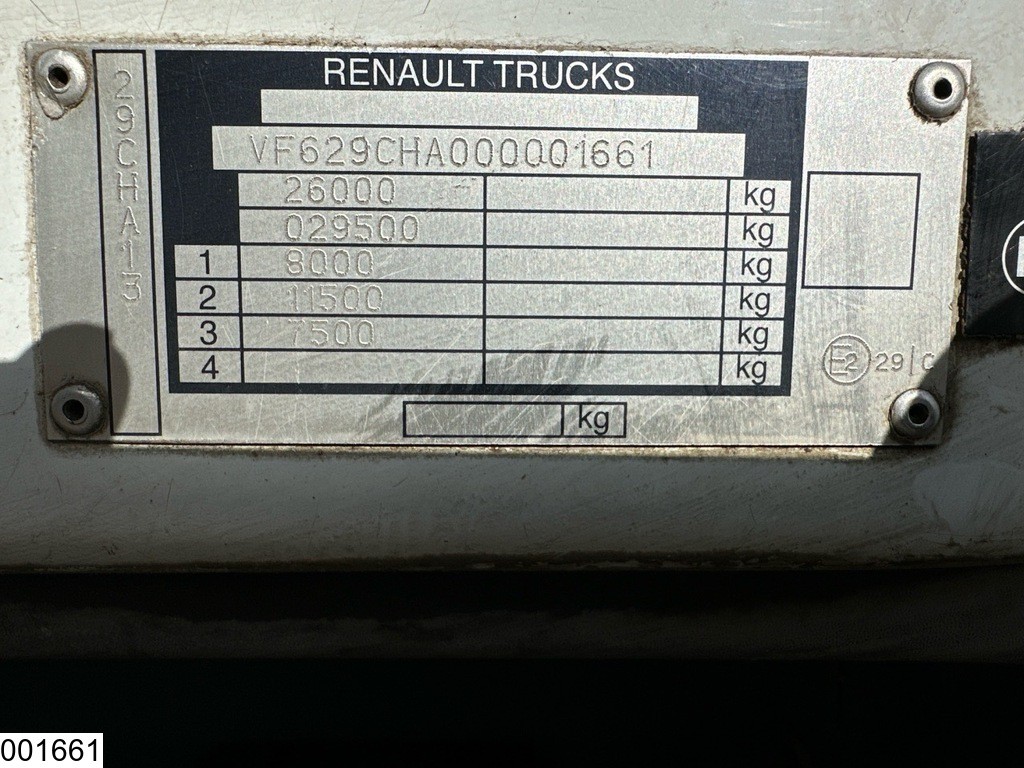 29CHA13
RENAULT TRUCKS
VF629CHA000001661
26000 kg
029500 kg
1 8000 kg
2 11500 kg
3 7500 kg
4 kg
kg
E2 29
001661